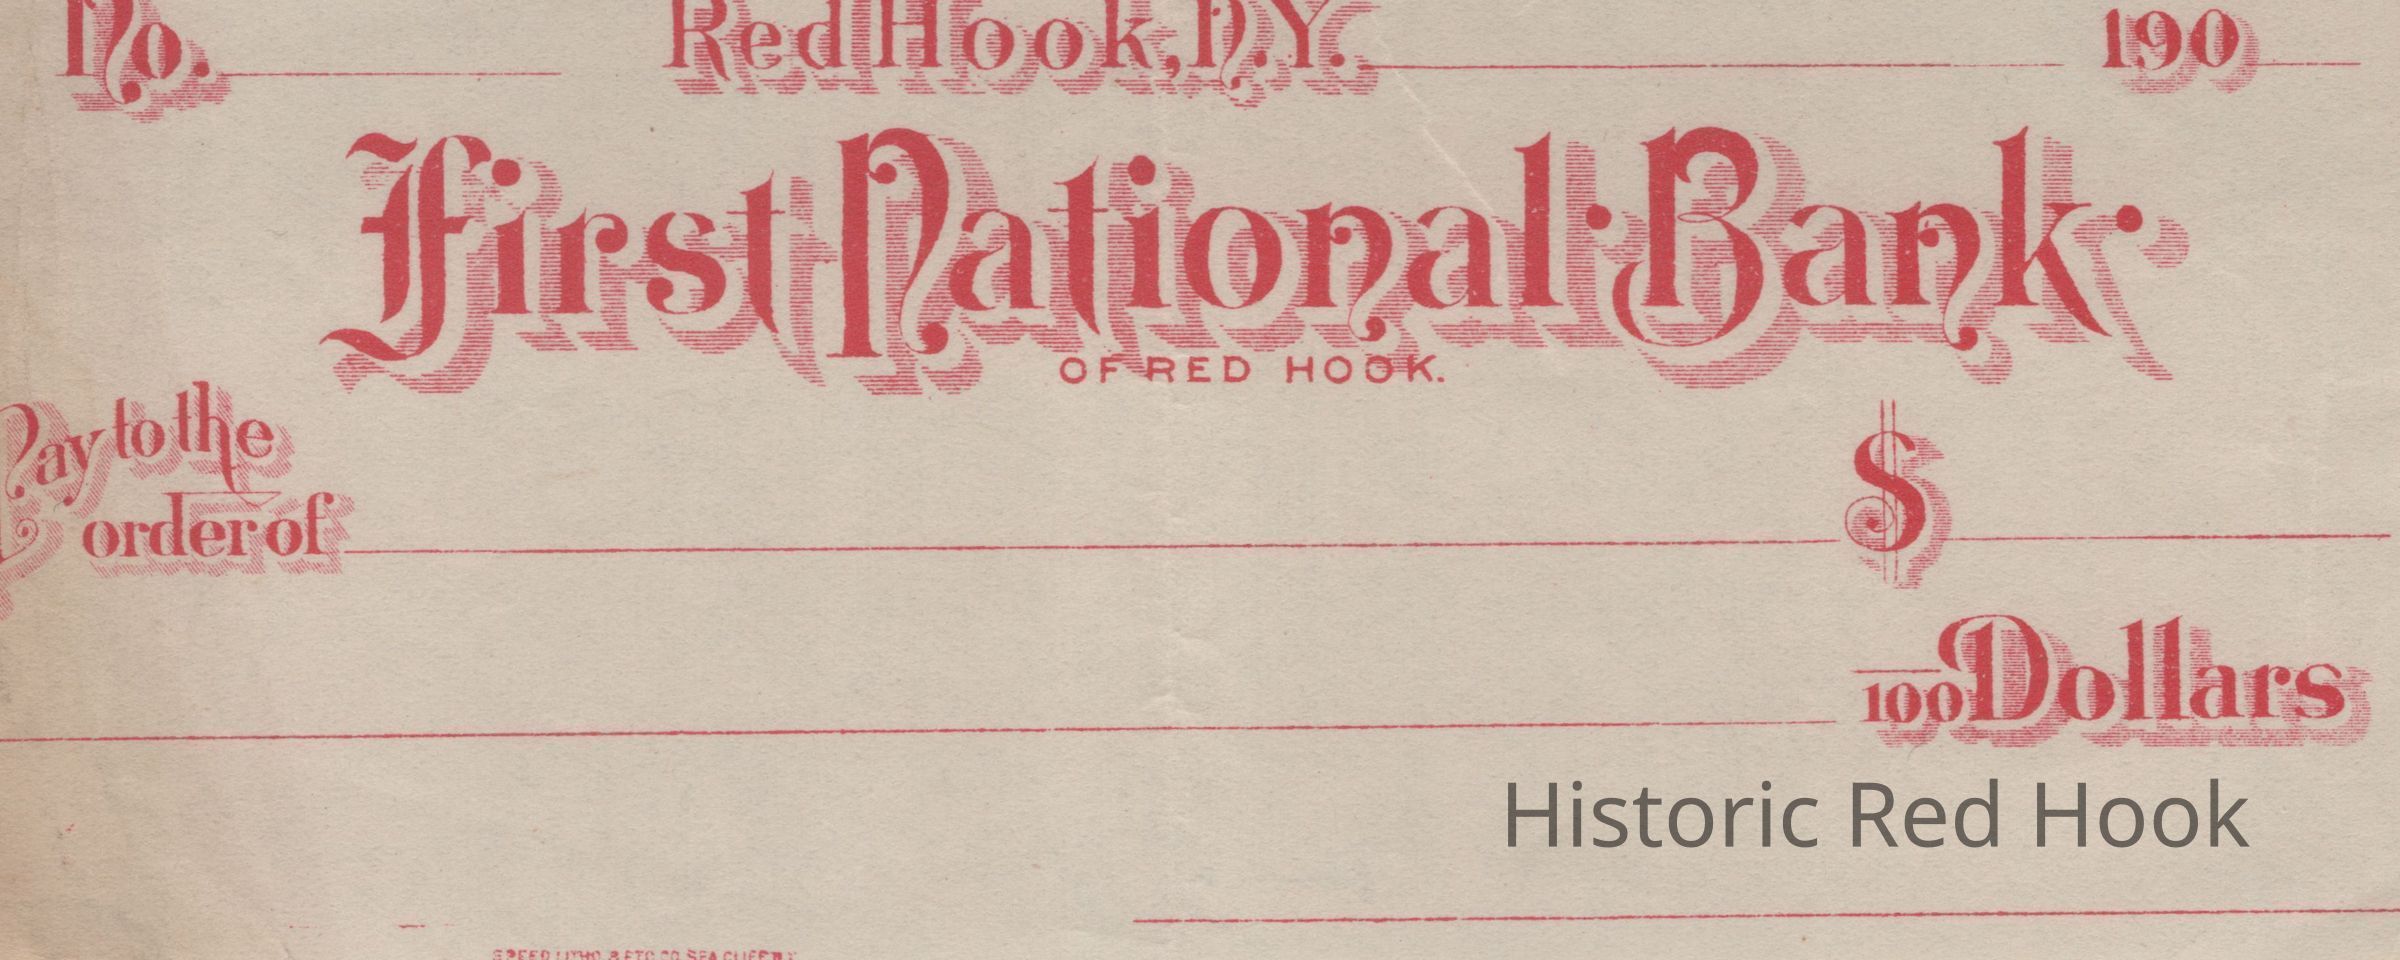 No. Red Hook, N.Y. 190
First National · Bank ·
OF RED HOOK.
Pay to the
order of $
100 Dollars
Historic Red Hook